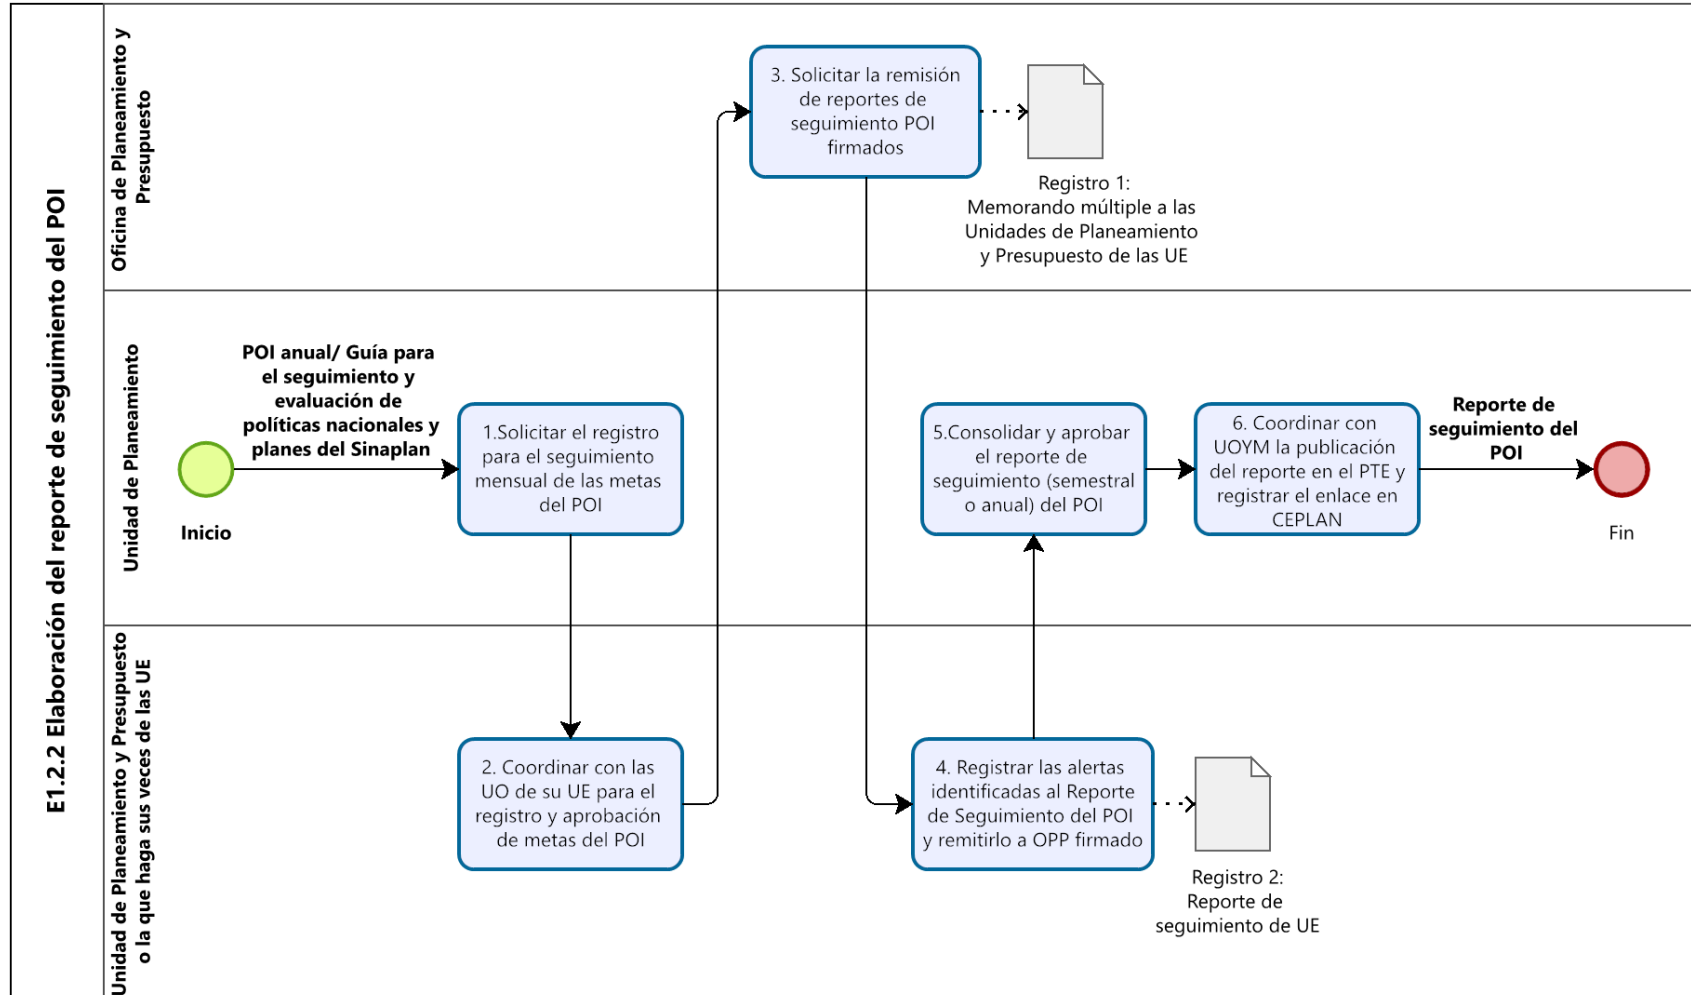 E1.2.2 Elaboración del reporte de seguimiento del POI
Oficina de Planeamiento y
Presupuesto
3. Solicitar la remisión
de reportes de
seguimiento POI
firmados
Registro 1:
Memorando múltiple a las
Unidades de Planeamiento
y Presupuesto de las UE
Unidad de Planeamiento
POI anual/ Guía para
el seguimiento y
evaluación de
políticas nacionales y
planes del Sinaplan
Inicio
1.Solicitar el registro
para el seguimiento
mensual de las metas
del POI
5.Consolidar y aprobar
el reporte de
seguimiento (semestral
o anual) del POI
6. Coordinar con
UOYM la publicación
del reporte en el PTE y
registrar el enlace en
CEPLAN
Reporte de
seguimiento del
POI
Fin
Unidad de Planeamiento y Presupuesto
o la que haga sus veces de las UE
2. Coordinar con las
UO de su UE para el
registro y aprobación
de metas del POI
4. Registrar las alertas
identificadas al Reporte
de Seguimiento del POI
y remitirlo a OPP firmado
Registro 2:
Reporte de
seguimiento de UE